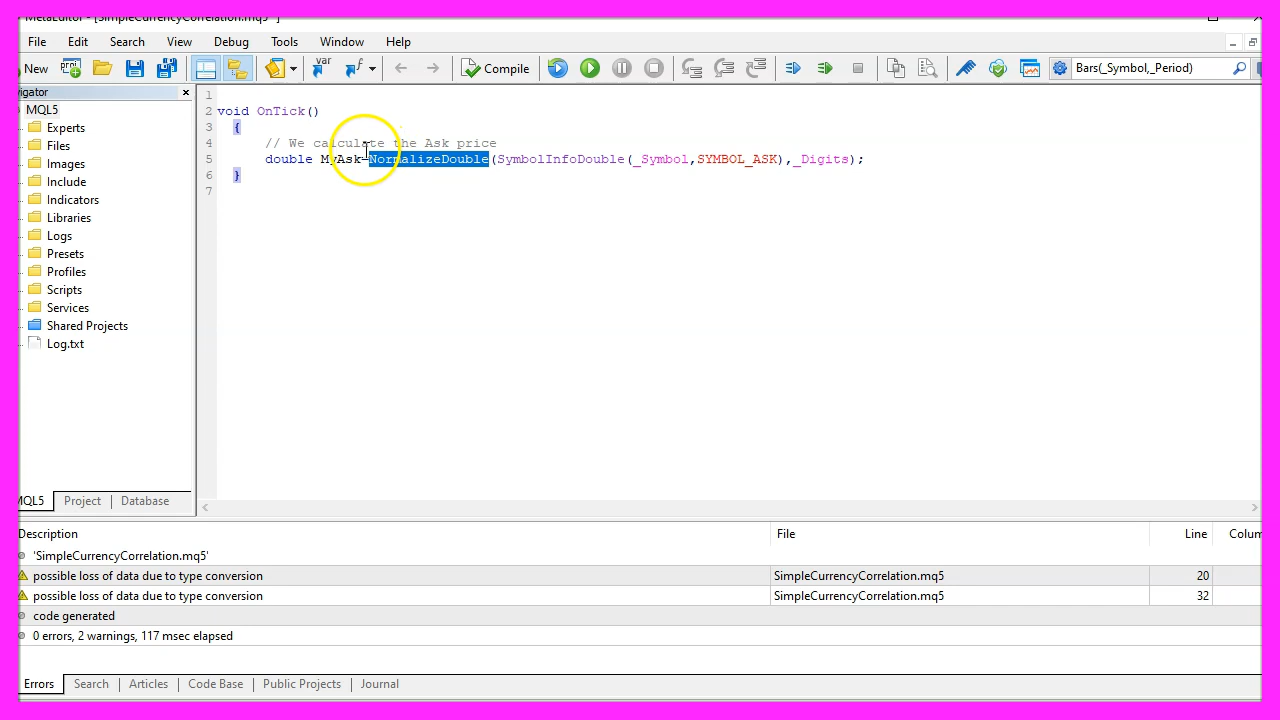 MetaEditor - [SimpleCurrencyCorrelation.mq5 *]
File Edit Search View Debug Tools Window Help
New Compile Bars(_Symbol,_Period)
vigator
MQL5
Experts
Files
Images
Include
Indicators
Libraries
Logs
Presets
Profiles
Scripts
Services
Shared Projects
Log.txt
MQL5 Project Database
1
2 void OnTick()
3 {
4 // We calculate the Ask price
5 double MyAsk=NormalizeDouble(SymbolInfoDouble(_Symbol,SYMBOL_ASK),_Digits);
6 }
7
Description File Line Colum
'SimpleCurrencyCorrelation.mq5'
possible loss of data due to type conversion SimpleCurrencyCorrelation.mq5 20
possible loss of data due to type conversion SimpleCurrencyCorrelation.mq5 32
code generated
0 errors, 2 warnings, 117 msec elapsed
Errors Search Articles Code Base Public Projects Journal